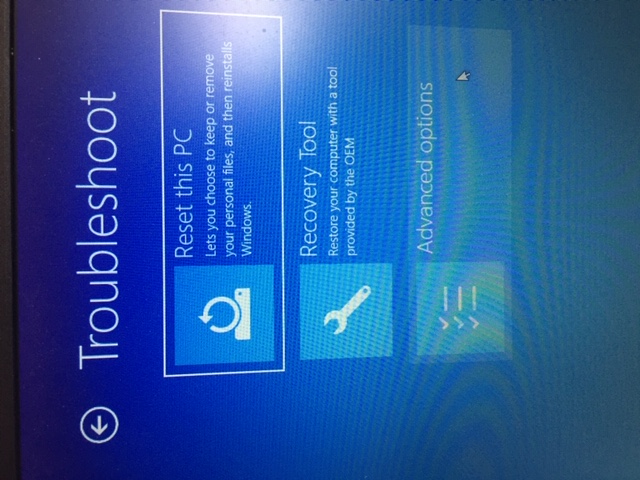 Troubleshoot
Reset this PC
Lets you choose to keep or remove
your personal files, and then reinstalls
Windows.
Recovery Tool
Restore your computer with a tool
provided by the OEM
Advanced options